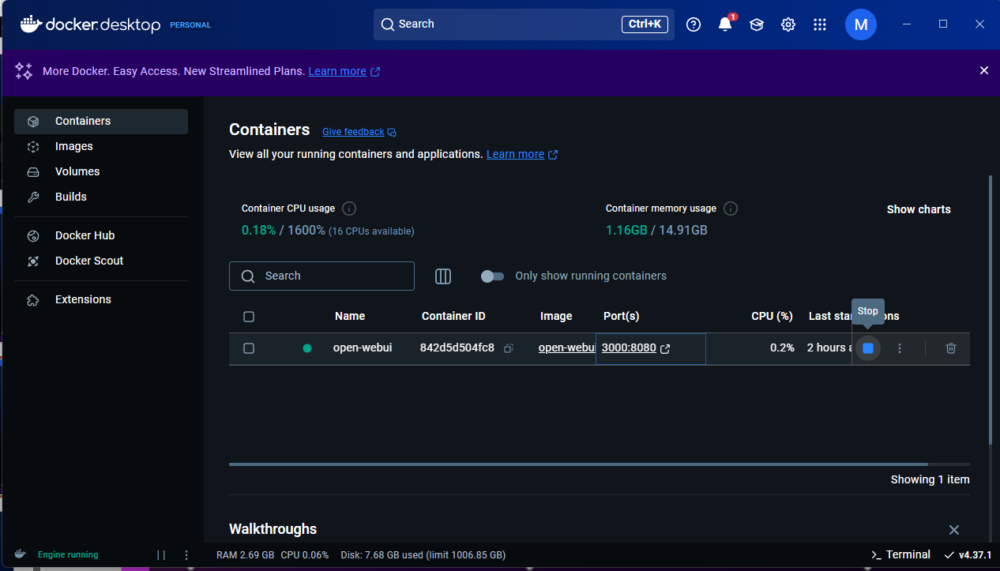 docker.desktop PERSONAL Search Ctrl+K 1 M
More Docker. Easy Access. New Streamlined Plans. Learn more
Containers
Images
Volumes
Builds
Docker Hub
Docker Scout
Extensions
Containers Give feedback
View all your running containers and applications. Learn more
Container CPU usage
0.18% / 1600% (16 CPUs available)
Container memory usage
1.16GB / 14.91GB
Show charts
Search
Only show running containers
Stop
Name Container ID Image Port(s) CPU (%) Last sta ons
open-webui 842d5d504fc8 open-webui 3000:8080 0.2% 2 hours a
Showing 1 item
Walkthroughs
Engine running RAM 2.69 GB CPU 0.06% Disk: 7.68 GB used (limit 1006.85 GB) Terminal v4.37.1